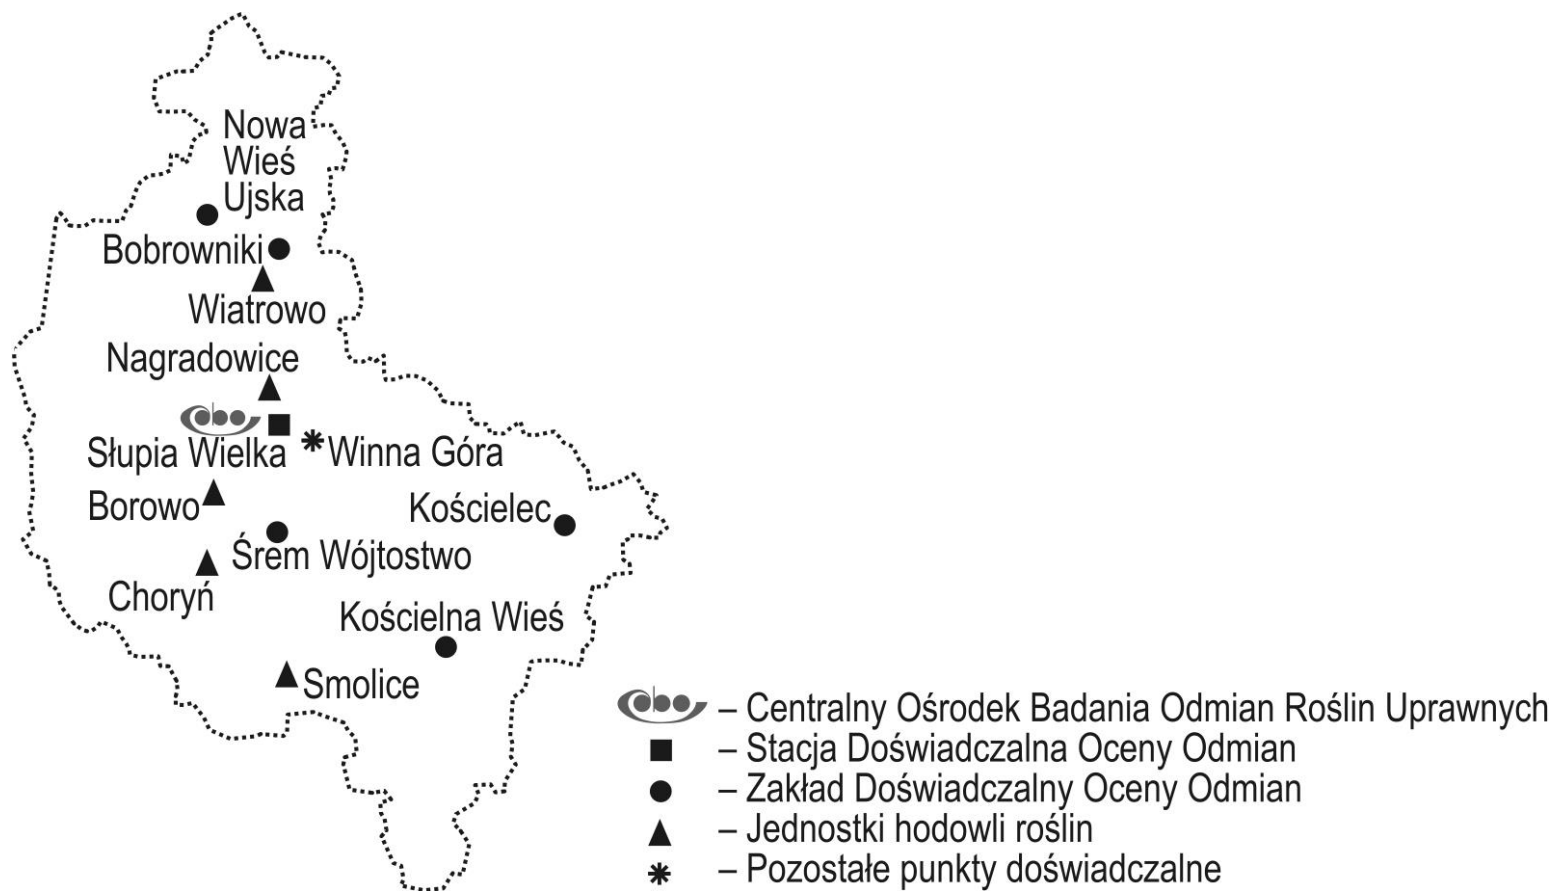 Nowa
Wieś
Ujska
Bobrowniki
Wiatrowo
Nagradowice
Słupia Wielka
Winna Góra
Borowo
Kościelec
Śrem Wójtostwo
Choryń
Kościelna Wieś
Smolice
– Centralny Ośrodek Badania Odmian Roślin Uprawnych
– Stacja Doświadczalna Oceny Odmian
– Zakład Doświadczalny Oceny Odmian
– Jednostki hodowli roślin
– Pozostałe punkty doświadczalne